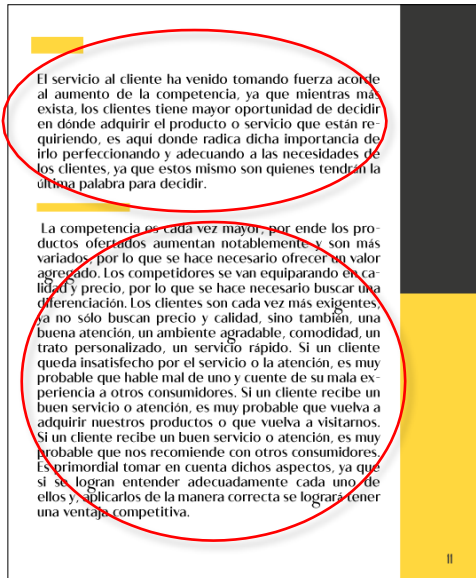 El servicio al cliente ha venido tomando fuerza acorde
al aumento de la competencia, ya que mientras más
exista, los clientes tiene mayor oportunidad de decidir
en dónde adquirir el producto o servicio que están re-
quiriendo, es aquí donde radica dicha importancia de
irlo perfeccionando y adecuando a las necesidades de
los clientes, ya que estos mismo son quienes tendrán la
última palabra para decidir.
La competencia es cada vez mayor, por ende los pro-
ductos ofertados aumentan notablemente y son más
variados, por lo que se hace necesario ofrecer un valor
agregado. Los competidores se van equiparando en ca-
lidad y precio, por lo que se hace necesario buscar una
diferenciación. Los clientes son cada vez más exigentes,
ya no sólo buscan precio y calidad, sino también, una
buena atención, un ambiente agradable, comodidad, un
trato personalizado, un servicio rápido. Si un cliente
queda insatisfecho por el servicio o la atención, es muy
probable que hable mal de uno y cuente de su mala ex-
periencia a otros consumidores. Si un cliente recibe un
buen servicio o atención, es muy probable que vuelva a
adquirir nuestros productos o que vuelva a visitarnos.
Si un cliente recibe un buen servicio o atención, es muy
probable que nos recomiende con otros consumidores.
Es primordial tomar en cuenta dichos aspectos, ya que
si se logran entender adecuadamente cada uno de
ellos y, aplicarlos de la manera correcta se logrará tener
una ventaja competitiva.
11